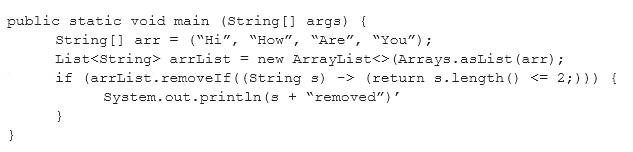 public static void main (String[] args) {
String[] arr = (“Hi”, “How”, “Are”, “You”);
List<String> arrList = new ArrayList<>(Arrays.asList(arr);
if (arrList.removeIf((String s) -> (return s.length() <= 2;))) {
System.out.println(s + “removed”)’
}
}